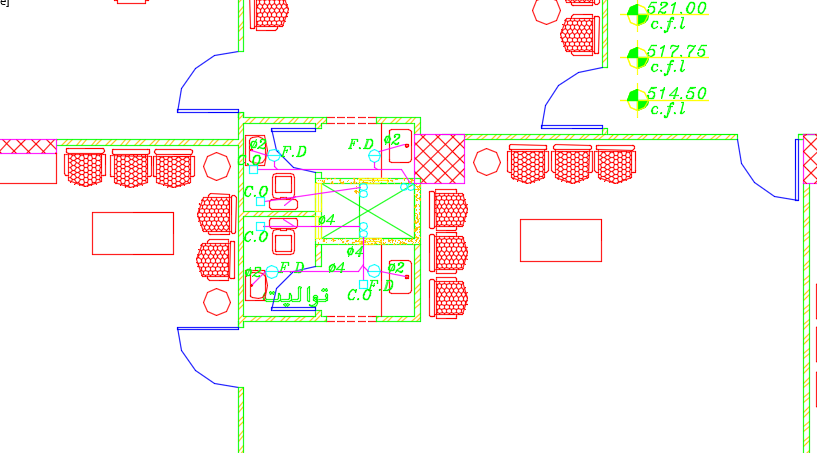 e]
521.00
c.f.l
517.75
c.f.l
514.50
c.f.l
ø2
F.D
F.D
ø2
C.O
C.O
ø4
C.O
ø4
ø2
F.D
ø4
ø2
F.D
C.O
تواليت